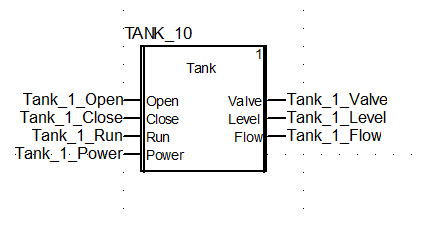 TANK_10
1
Tank
Tank_1_Open Open Valve Tank_1_Valve
Tank_1_Close Close Level Tank_1_Level
Tank_1_Run Run Flow Tank_1_Flow
Tank_1_Power Power